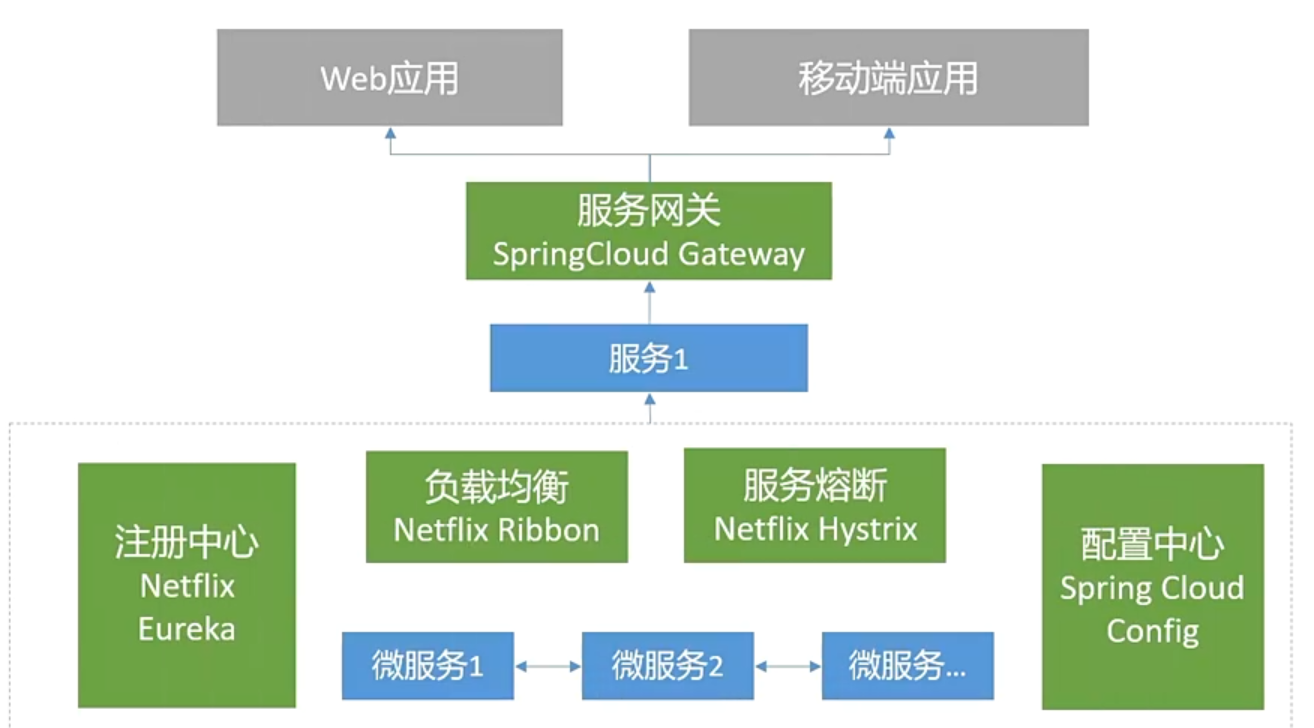 Web应用
移动端应用
服务网关
SpringCloud Gateway
服务1
注册中心
Netflix
Eureka
负载均衡
Netflix Ribbon
服务熔断
Netflix Hystrix
配置中心
Spring Cloud
Config
微服务1
微服务2
微服务...